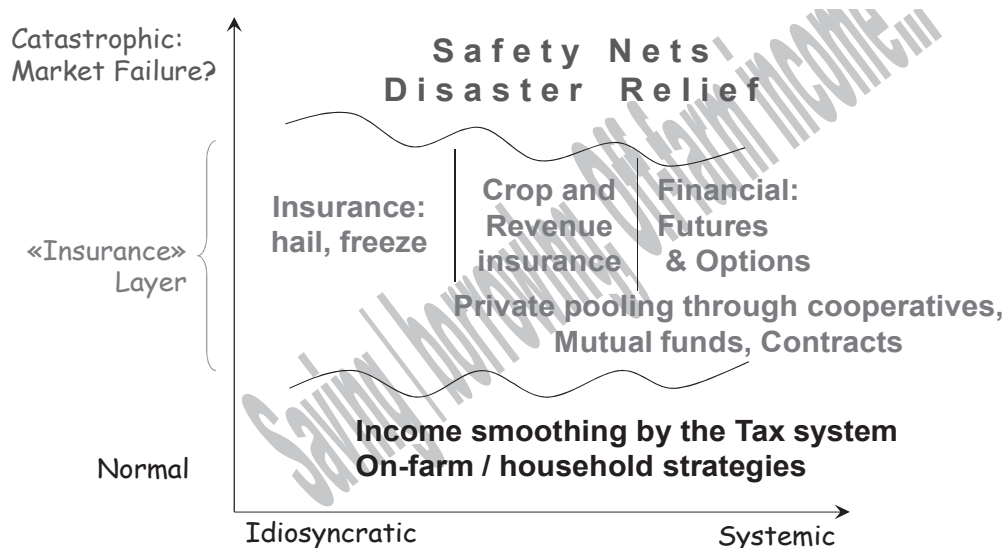 Catastrophic:
Market Failure?
Safety Nets
Disaster Relief
«Insurance»
Layer
Insurance:
hail, freeze
Crop and
Revenue
insurance
Financial:
Futures
& Options
Private pooling through cooperatives,
Mutual funds, Contracts
Saving / borrowing, Off farm income...
Normal
Income smoothing by the Tax system
On-farm / household strategies
Idiosyncratic
Systemic